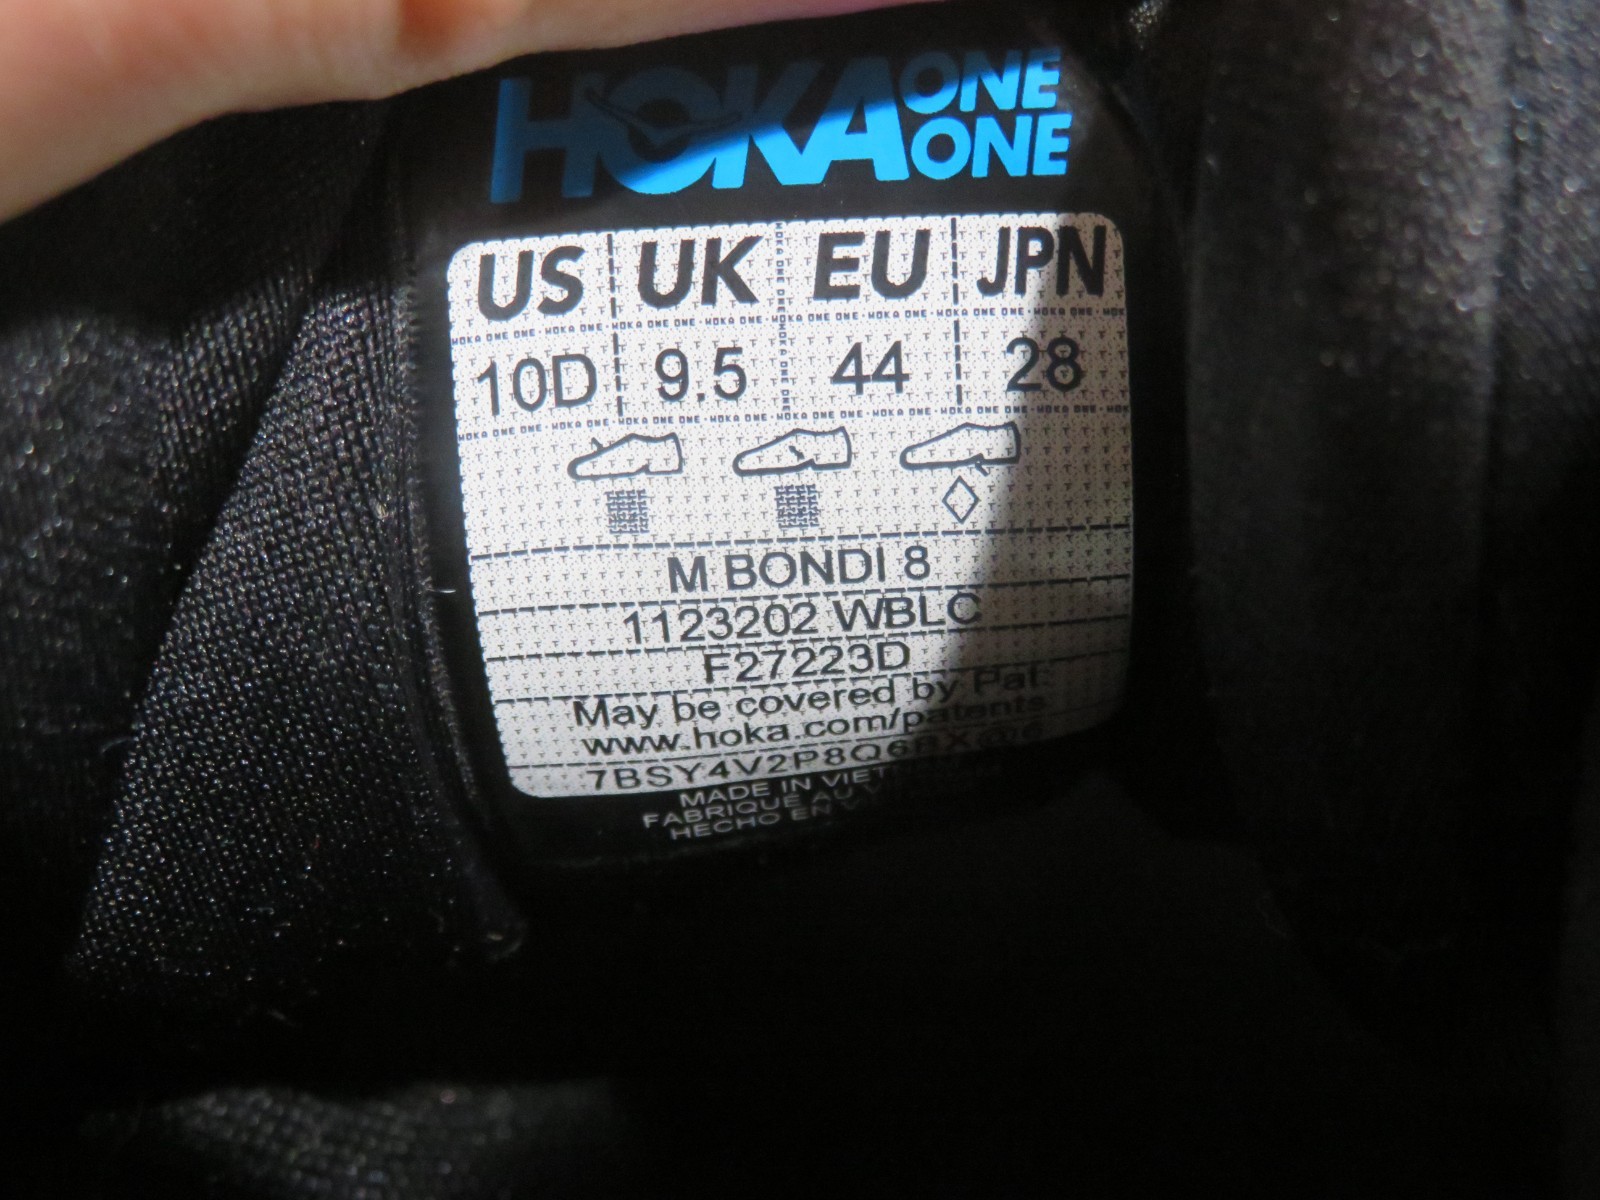 HOKA ONE ONE
US UK EU JPN
10D 9.5 44 28
M BONDI 8
1123202 WBLC
F27223D
May be covered by Pat.
www.hoka.com/patents
MADE IN
FABRIQUE AU
HECHO EN